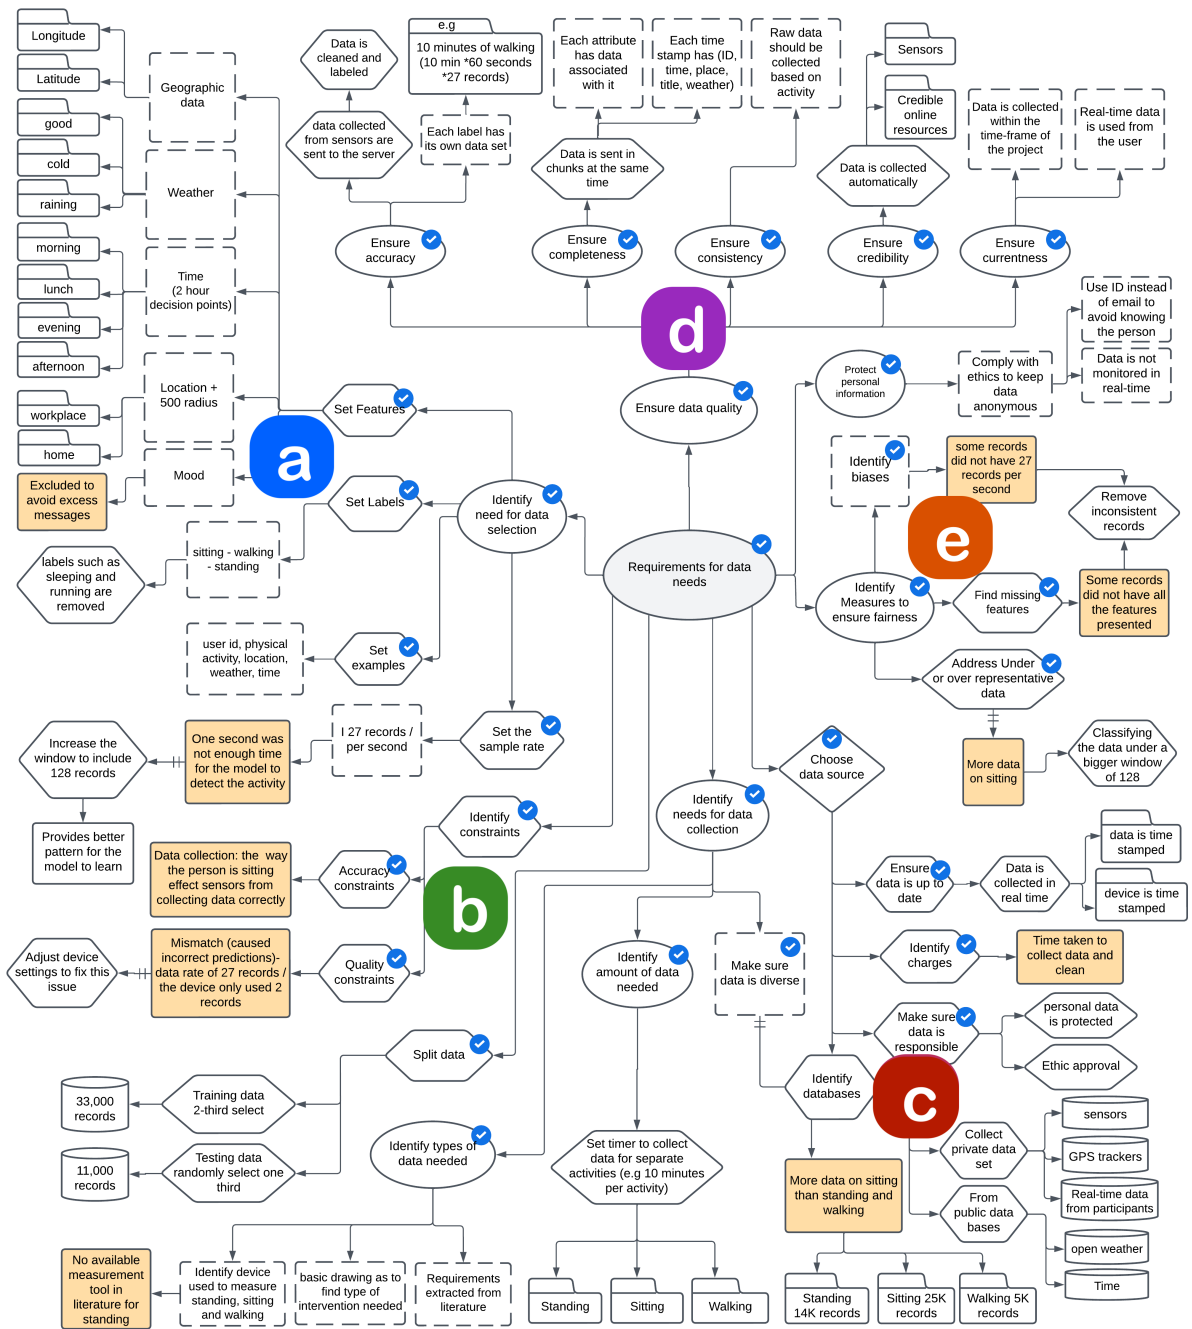 Longitude
Latitude
Geographic
data
good
cold
raining
Weather
morning
lunch
evening
afternoon
Time
(2 hour
decision points)
workplace
home
Location +
500 radius
Excluded to
avoid excess
messages
Mood
a
Set Features
Set Labels
sitting - walking
- standing
labels such as
sleeping and
running are
removed
Identify
need for data
selection
user id, physical
activity, location,
weather, time
Set
examples
Set the
sample rate
I 27 records /
per second
One second was
not enough time
for the model to
detect the activity
Increase the
window to include
128 records
Provides better
pattern for the
model to learn
Data is
cleaned and
labeled
data collected
from sensors are
sent to the server
e.g
10 minutes of walking
(10 min *60 seconds
*27 records)
Each label has
its own data set
Ensure
accuracy
Each attribute
has data
associated
with it
Each time
stamp has (ID,
time, place,
title, weather)
Data is sent in
chunks at the same
time
Ensure
completeness
Raw data
should be
collected
based on
activity
Ensure
consistency
Sensors
Credible
online
resources
Data is collected
automatically
Ensure
credibility
Data is collected
within the
time-frame of
the project
Real-time data
is used from
the user
Ensure
currentness
d
Ensure data quality
Requirements for data
needs
Protect
personal
information
Comply with
ethics to keep
data
anonymous
Use ID instead
of email to
avoid knowing
the person
Data is not
monitored in
real-time
Identify
biases
some records
did not have 27
records per
second
Remove
inconsistent
records
e
Identify
Measures to
ensure fairness
Find missing
features
Some records
did not have all
the features
presented
Address Under
or over representative
data
More data
on sitting
Classifying
the data under a
bigger window
of 128
Choose
data source
Ensure
data is up to
date
Data is
collected in
real time
data is time
stamped
device is time
stamped
Identify
charges
Time taken to
collect data and
clean
Make sure
data is
responsible
personal data
is protected
Ethic approval
Identify
databases
c
Collect
private data
set
sensors
GPS trackers
Real-time data
from participants
From
public data
bases
open weather
Time
More data on sitting
than standing and
walking
Standing
14K records
Sitting 25K
records
Walking 5K
records
Identify
needs for data
collection
Identify
amount of data
needed
Make sure
data is diverse
Set timer to collect
data for separate
activities (e.g 10 minutes
per activity)
Standing
Sitting
Walking
Identify
constraints
b
Accuracy
constraints
Data collection: the way
the person is sitting
effect sensors from
collecting data correctly
Quality
constraints
Mismatch (caused
incorrect predictions)-
data rate of 27 records /
the device only used 2
records
Adjust device
settings to fix this
issue
Split data
Training data
2-third select
33,000
records
Testing data
randomly select one
third
11,000
records
Identify types of
data needed
Identify device
used to measure
standing, sitting
and walking
basic drawing as to
find type of
intervention needed
Requirements
extracted from
literature
No available
measurement
tool in
literature for
standing